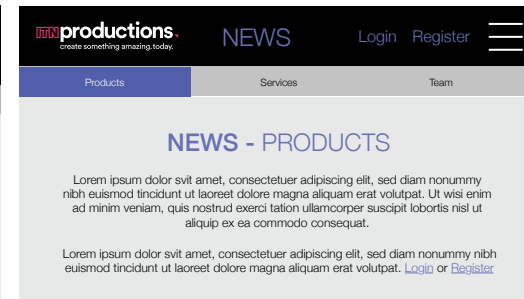 ITN productions.
create something amazing.today.
NEWS
Login Register
Products
Services
Team
NEWS - PRODUCTS
Lorem ipsum dolor svit amet, consectetuer adipiscing elit, sed diam nonummy
nibh euismod tincidunt ut laoreet dolore magna aliquam erat volutpat. Ut wisi enim
ad minim veniam, quis nostrud exerci tation ullamcorper suscipit lobortis nisl ut
aliquip ex ea commodo consequat.
Lorem ipsum dolor svit amet, consectetuer adipiscing elit, sed diam nonummy nibh
euismod tincidunt ut laoreet dolore magna aliquam erat volutpat. Login or Register